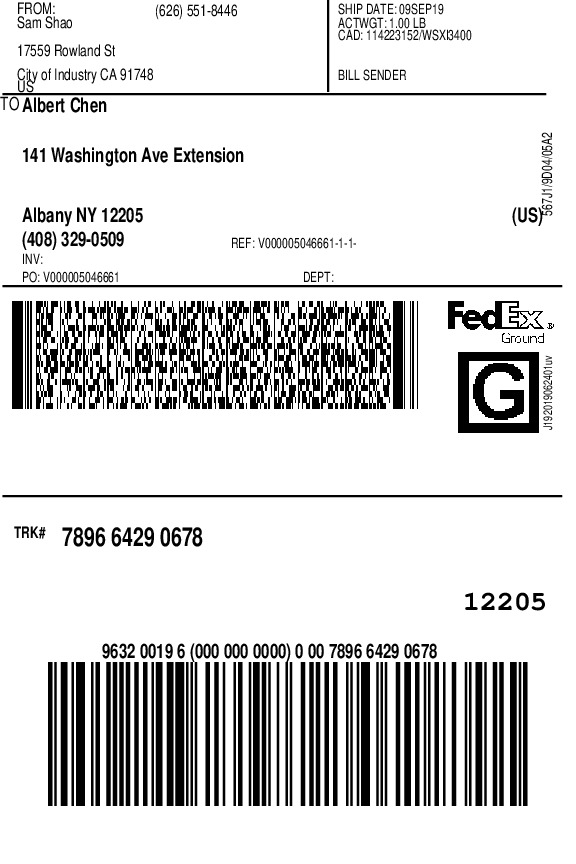 FROM: (626) 551-8446
Sam Shao
17559 Rowland St
City of Industry CA 91748
US
SHIP DATE: 09SEP19
ACTWGT: 1.00 LB
CAD: 114223152/WSXI3400
BILL SENDER
TO Albert Chen
141 Washington Ave Extension
Albany NY 12205 (US)
(408) 329-0509
REF: V000005046661-1-1-
INV:
PO: V000005046661 DEPT:
567J1/9D04/05A2
FedEx ®
Ground
G
J192019062401uv
TRK# 7896 6429 0678
12205
9632 0019 6 (000 000 0000) 0 00 7896 6429 0678